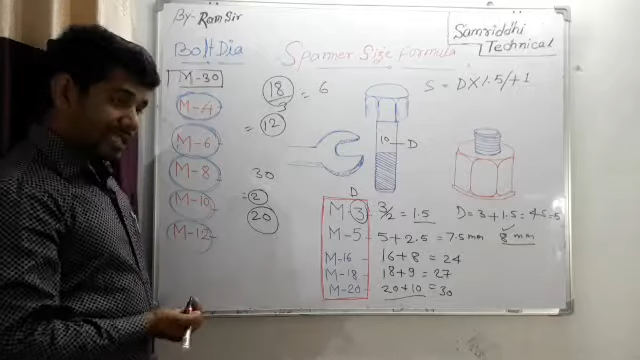 By- Ram Sir
Samriddhi
Technical
Bolt Dia
Spanner Size formula
M-30
M-4
M-6
M-8
M-10
M-12
18
3
= 6
= 12
30
= 2
20
S = D×1.5/+1
10 — D
D
M-3 3/2 = 1.5 D = 3 + 1.5 = 4.5 = 5
M-5 - 5 + 2.5 = 7.5 mm 8 mm
M-16 - 16 + 8 = 24
M-18 - 18 + 9 = 27
M-20 - 20 + 10 = 30